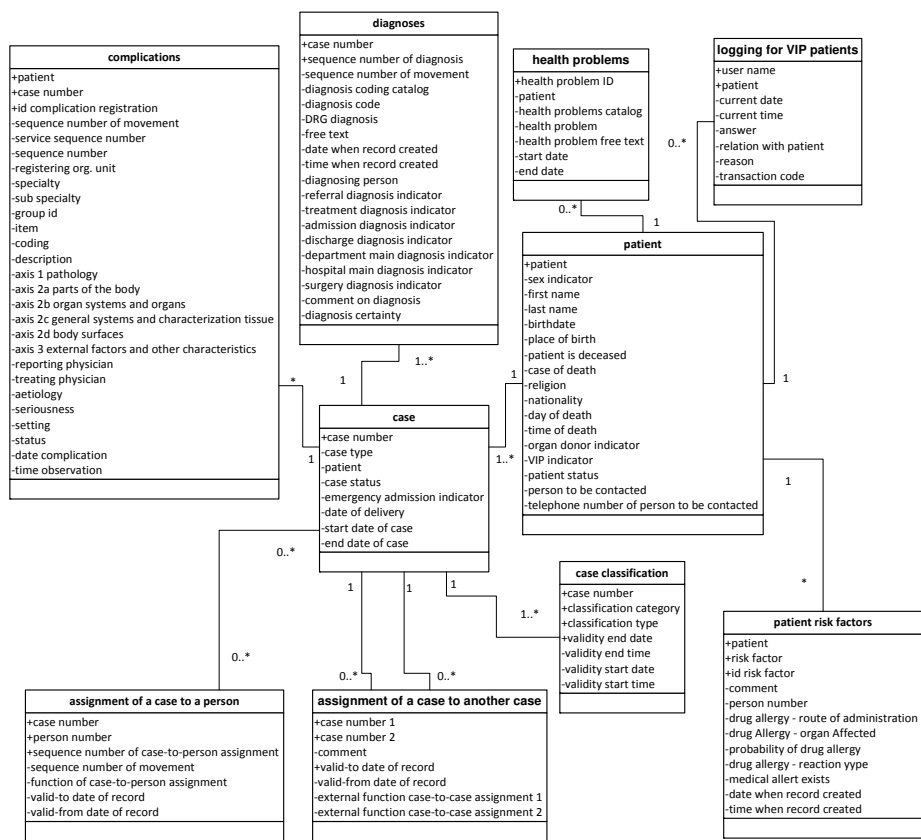 complications
+patient
+case number
+id complication registration
-sequence number of movement
-service sequence number
-sequence number
-registering org. unit
-specialty
-sub specialty
-group id
-item
-coding
-description
-axis 1 pathology
-axis 2a parts of the body
-axis 2b organ systems and organs
-axis 2c general systems and characterization tissue
-axis 2d body surfaces
-axis 3 external factors and other characteristics
-reporting physician
-treating physician
-aetiology
-seriousness
-setting
-status
-date complication
-time observation
diagnoses
+case number
+sequence number of diagnosis
-sequence number of movement
-diagnosis coding catalog
-diagnosis code
-DRG diagnosis
-free text
-date when record created
-time when record created
-diagnosing person
-referral diagnosis indicator
-treatment diagnosis indicator
-admission diagnosis indicator
-discharge diagnosis indicator
-department main diagnosis indicator
-hospital main diagnosis indicator
-surgery diagnosis indicator
-comment on diagnosis
-diagnosis certainty
health problems
+health problem ID
-patient
-health problems catalog
-health problem
-health problem free text
-start date
-end date
logging for VIP patients
+user name
+patient
-current date
-current time
-answer
-relation with patient
-reason
-transaction code
0..*
0..*
1
patient
+patient
-sex indicator
-first name
-last name
-birthdate
-place of birth
-patient is deceased
-case of death
-religion
-nationality
-day of death
-time of death
-organ donor indicator
-VIP indicator
-patient status
-person to be contacted
-telephone number of person to be contacted
1
1..*
*
1
1
1
1..*
1
case
+case number
-case type
-patient
-case status
-emergency admission indicator
-date of delivery
-start date of case
-end date of case
0..*
1
1
1
1..*
*
case classification
+case number
+classification category
+classification type
+validity end date
-validity end time
-validity start date
-validity start time
0..*
0..*
0..*
assignment of a case to a person
+case number
+person number
+sequence number of case-to-person assignment
-sequence number of movement
-function of case-to-person assignment
-valid-to date of record
-valid-from date of record
assignment of a case to another case
+case number 1
+case number 2
-comment
+valid-to date of record
-valid-from date of record
-external function case-to-case assignment 1
-external function case-to-case assignment 2
patient risk factors
+patient
+risk factor
+id risk factor
-comment
-person number
-drug allergy - route of administration
-drug Allergy - organ Affected
-probability of drug allergy
-drug allergy - reaction yype
-medical allert exists
-date when record created
-time when record created